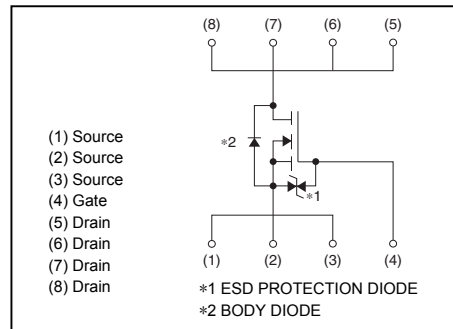 (8) (7) (6) (5)
(1) Source
(2) Source
(3) Source
(4) Gate
(5) Drain
(6) Drain
(7) Drain
(8) Drain
∗2
∗1
(1) (2) (3) (4)
∗1 ESD PROTECTION DIODE
∗2 BODY DIODE